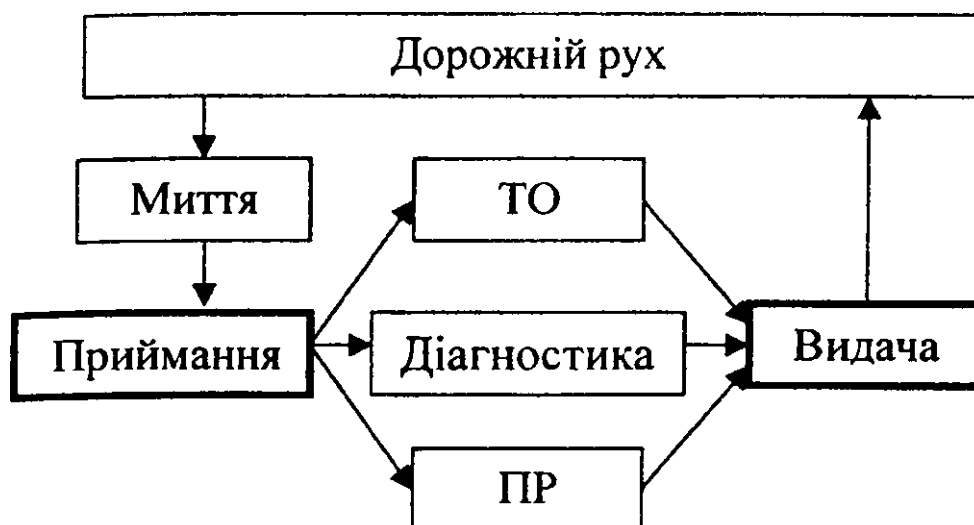 Дорожній рух
Миття
ТО
Приймання
Діагностика
Видача
ПР